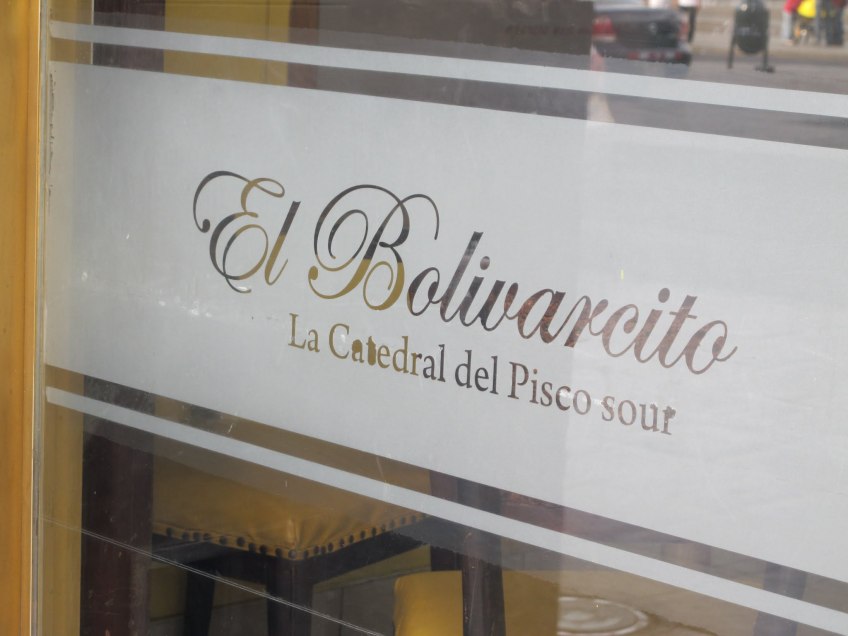 El Bolivarcito
La Catedral del Pisco sour